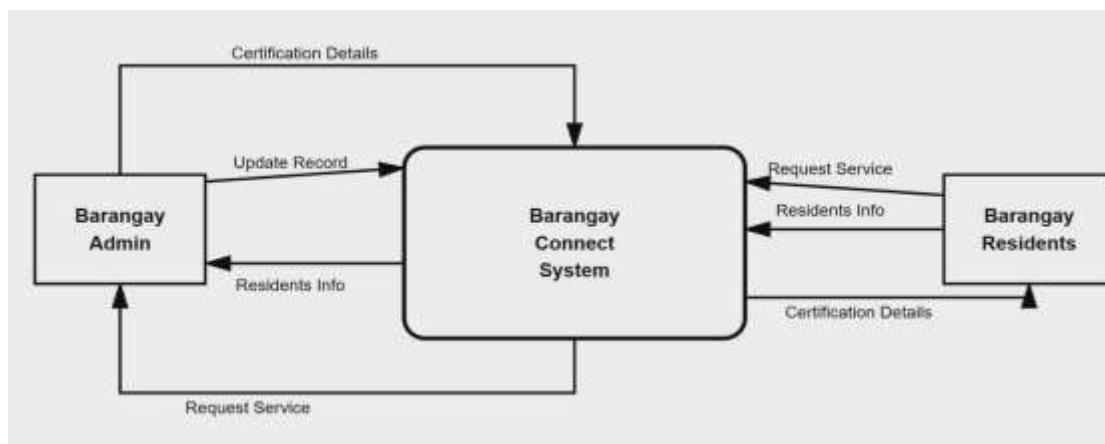 Certification Details
Update Record
Request Service
Barangay
Admin
Barangay
Connect
System
Residents Info
Barangay
Residents
Residents Info
Certification Details
Request Service